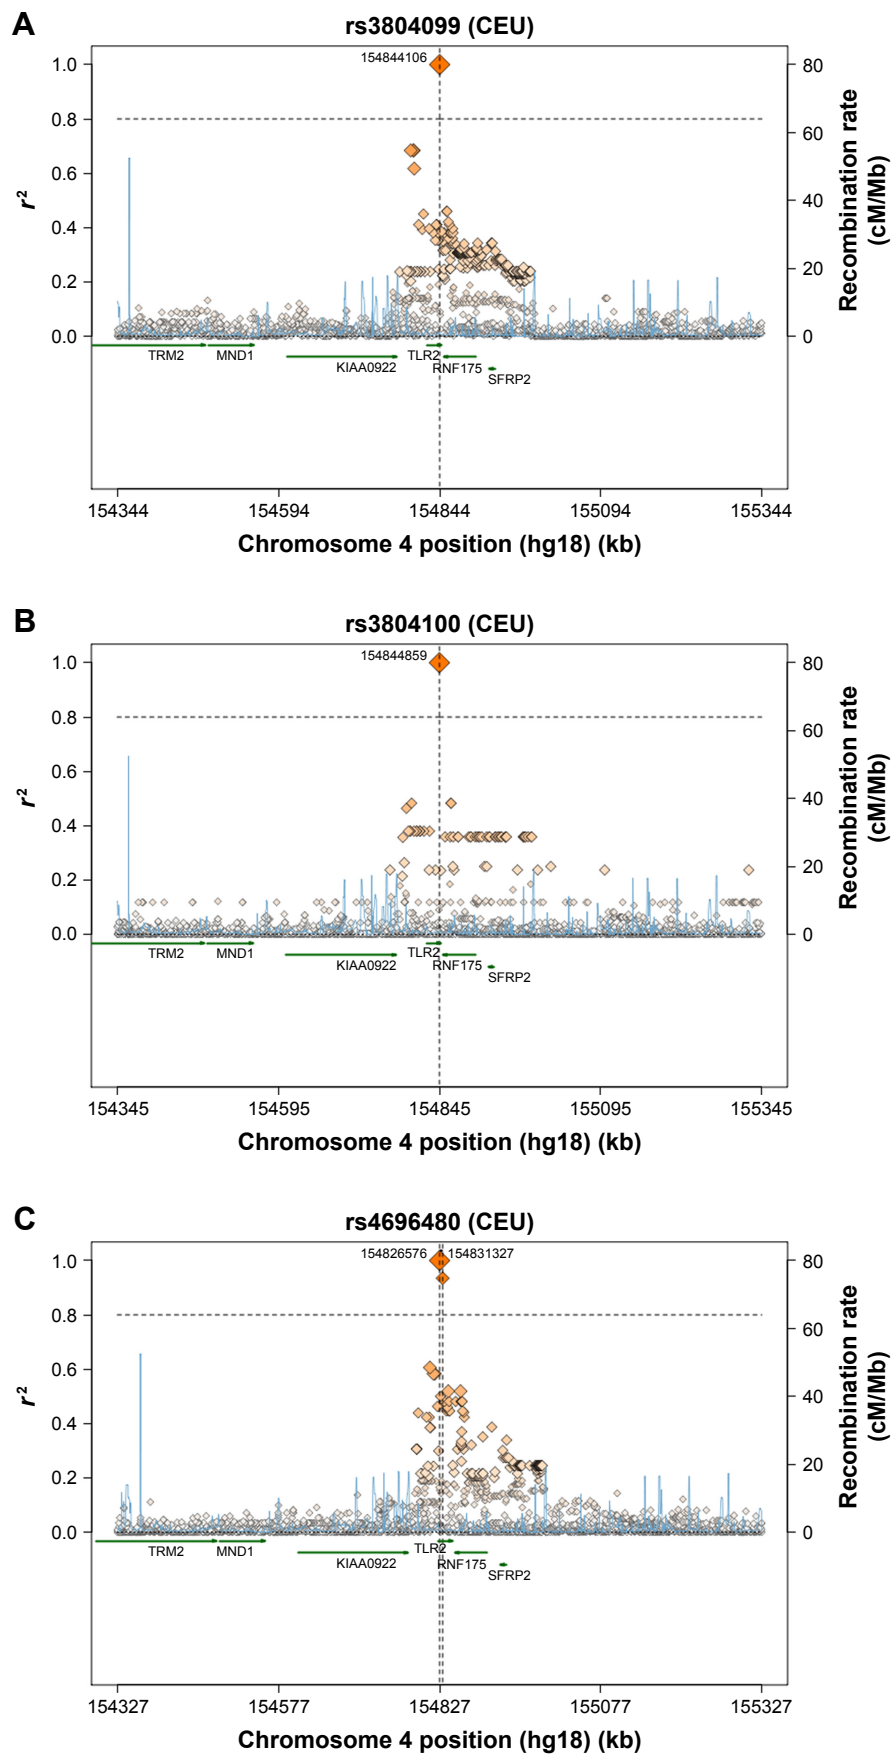 A
rs3804099 (CEU)
154844106
1.0
0.8
0.6
0.4
0.2
0.0
r²
80
60
40
20
0
Recombination rate
(cM/Mb)
TRM2
MND1
KIAA0922
TLR2
RNF175
SFRP2
154344
154594
154844
155094
155344
Chromosome 4 position (hg18) (kb)
B
rs3804100 (CEU)
154844859
1.0
0.8
0.6
0.4
0.2
0.0
r²
80
60
40
20
0
Recombination rate
(cM/Mb)
TRM2
MND1
KIAA0922
TLR2
RNF175
SFRP2
154345
154595
154845
155095
155345
Chromosome 4 position (hg18) (kb)
C
rs4696480 (CEU)
154826576
154831327
1.0
0.8
0.6
0.4
0.2
0.0
r²
80
60
40
20
0
Recombination rate
(cM/Mb)
TRM2
MND1
KIAA0922
TLR2
RNF175
SFRP2
154327
154577
154827
155077
155327
Chromosome 4 position (hg18) (kb)